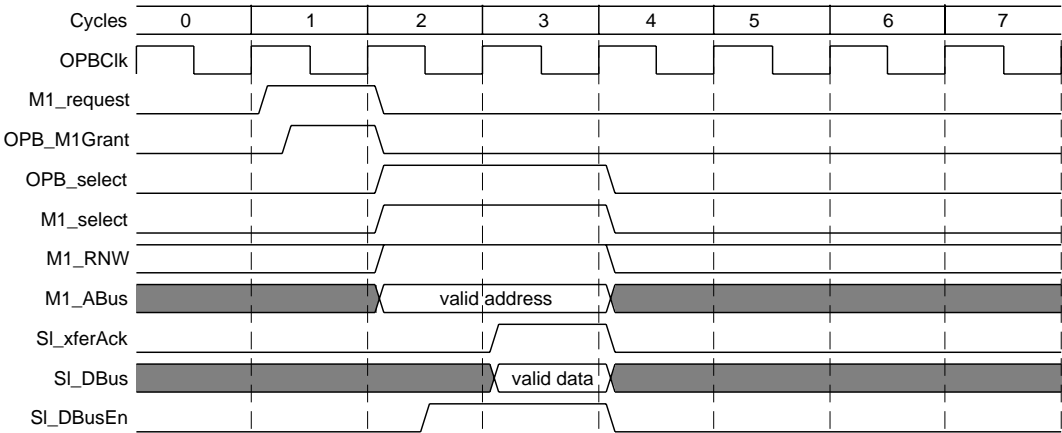 Cycles 0 1 2 3 4 5 6 7
OPBClk
M1_request
OPB_M1Grant
OPB_select
M1_select
M1_RNW
M1_ABus valid address
Sl_xferAck
Sl_DBus valid data
Sl_DBusEn